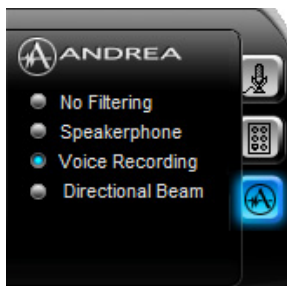 ANDREA
No Filtering
Speakerphone
Voice Recording
Directional Beam